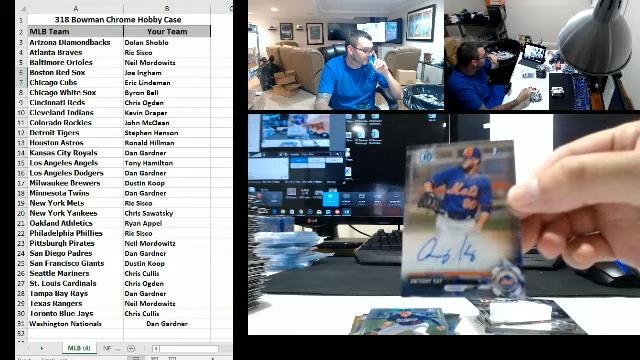 318 Bowman Chrome Hobby Case
MLB Team Your Team
Arizona Diamondbacks Dolan Shoblo
Atlanta Braves Ric Sisco
Baltimore Orioles Neil Mordowitz
Boston Red Sox Joe Ingham
Chicago Cubs Eric Lindeman
Chicago White Sox Byron Bell
Cincinnati Reds Chris Ogden
Cleveland Indians Kevin Draper
Colorado Rockies John McClean
Detroit Tigers Stephen Henson
Houston Astros Ronald Hillman
Kansas City Royals Dan Gardner
Los Angeles Angels Tony Hamilton
Los Angeles Dodgers Dan Gardner
Milwaukee Brewers Dustin Koop
Minnesota Twins Dan Gardner
New York Mets Ric Sisco
New York Yankees Chris Sawatsky
Oakland Athletics Ryan Appel
Philadelphia Phillies Ric Sisco
Pittsburgh Pirates Neil Mordowitz
San Diego Padres Dan Gardner
San Francisco Giants Dustin Koop
Seattle Mariners Chris Cullis
St. Louis Cardinals Chris Ogden
Tampa Bay Rays Dan Gardner
Texas Rangers Neil Mordowitz
Toronto Blue Jays Chris Cullis
Washington Nationals Dan Gardner
MLB (4)
Mets
ANTHONY KAY